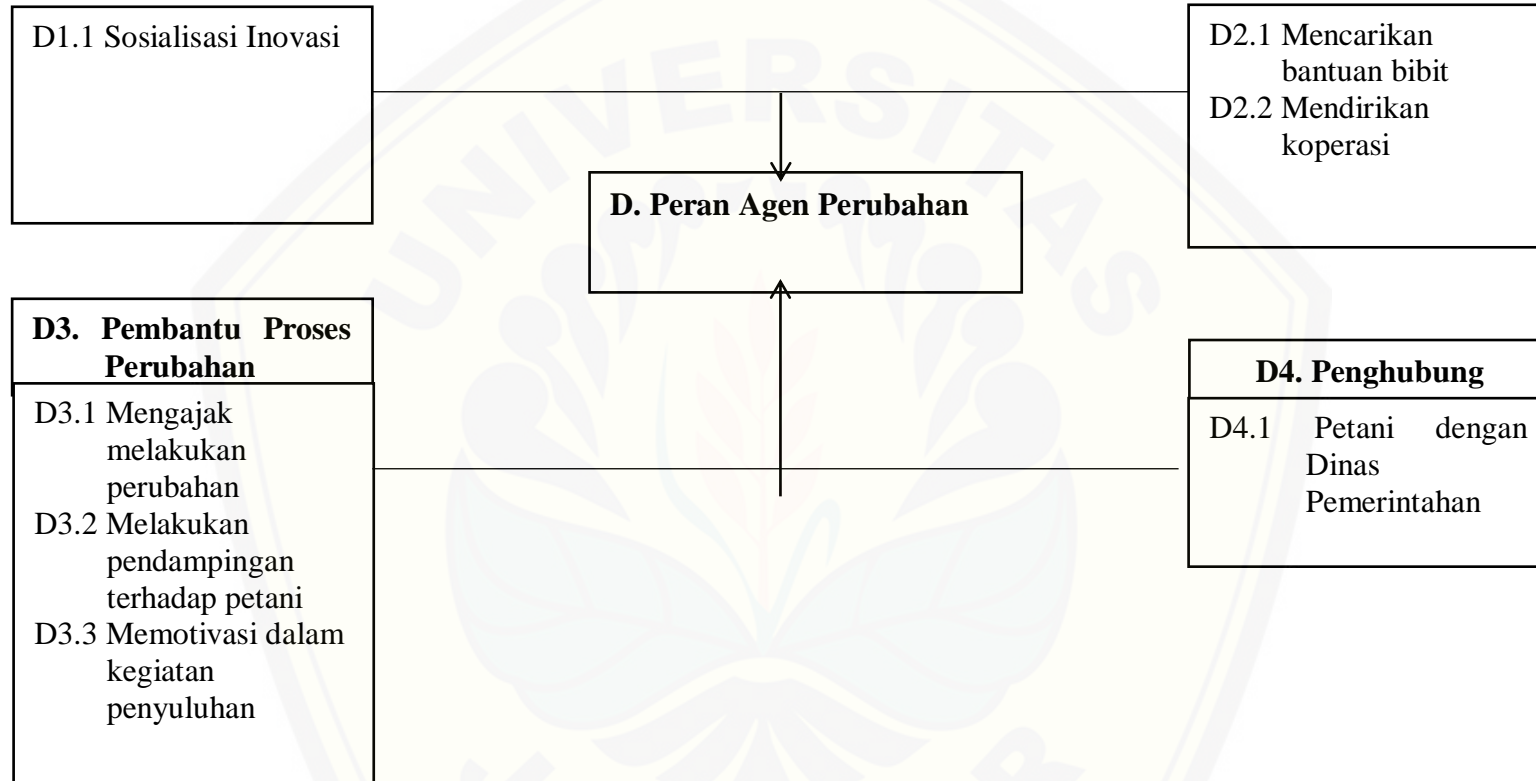 D1.1 Sosialisasi Inovasi
D2.1 Mencarikan
bantuan bibit
D2.2 Mendirikan
koperasi
D. Peran Agen Perubahan
D3. Pembantu Proses
Perubahan
D3.1 Mengajak
melakukan
perubahan
D3.2 Melakukan
pendampingan
terhadap petani
D3.3 Memotivasi dalam
kegiatan
penyuluhan
D4. Penghubung
D4.1 Petani dengan
Dinas
Pemerintahan
UNIVERSITAS